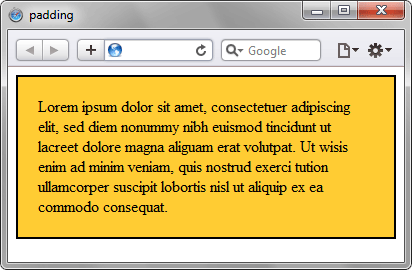 padding
Google
Lorem ipsum dolor sit amet, consectetuer adipiscing
elit, sed diem nonummy nibh euismod tincidunt ut
lacreet dolore magna aliguam erat volutpat. Ut wisis
enim ad minim veniam, quis nostrud exerci tution
ullamcorper suscipit lobortis nisl ut aliquip ex ea
commodo consequat.